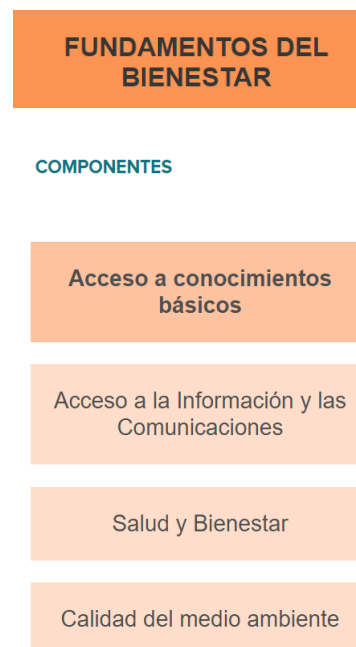 FUNDAMENTOS DEL
BIENESTAR
COMPONENTES
Acceso a conocimientos
básicos
Acceso a la Información y las
Comunicaciones
Salud y Bienestar
Calidad del medio ambiente